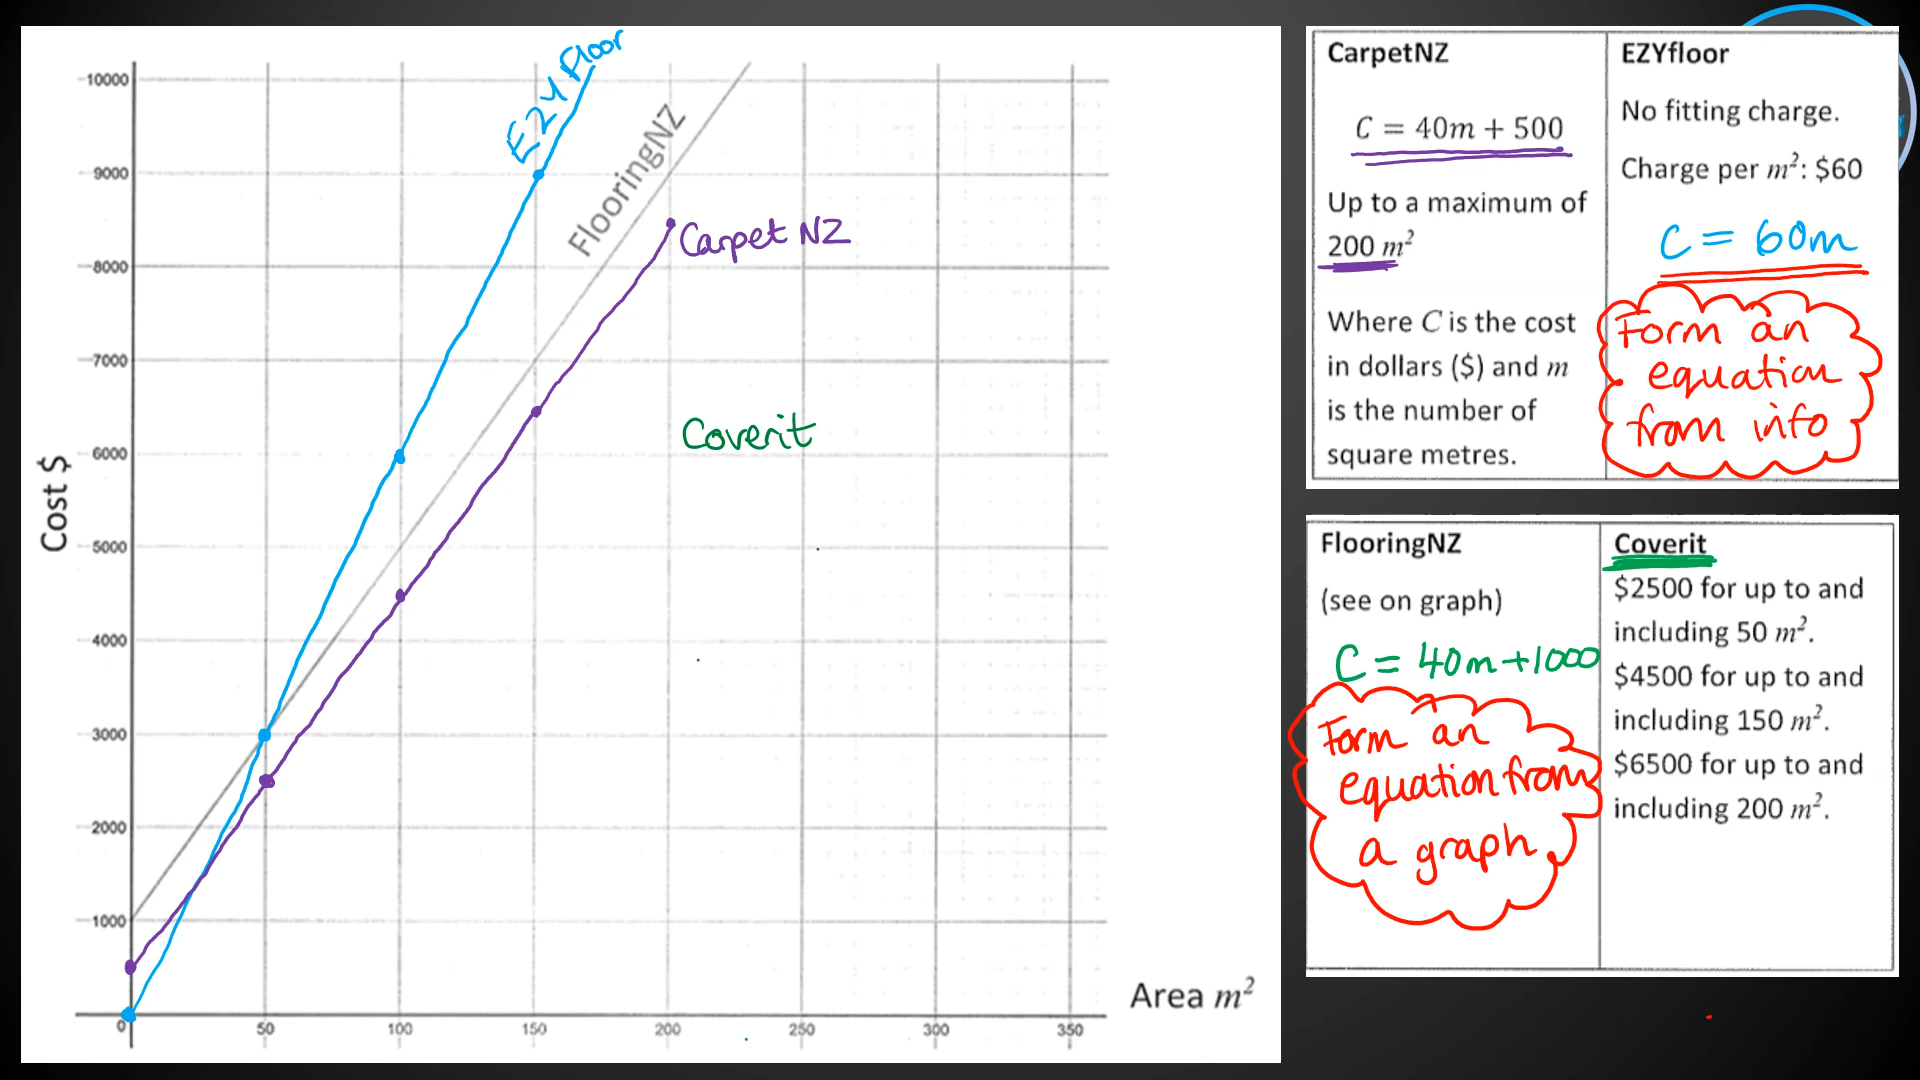 EZY Floor
FlooringNZ
Carpet NZ
Coverit
Cost $
10000
9000
8000
7000
6000
5000
4000
3000
2000
1000
0
50
100
150
200
250
300
350
Area m²
CarpetNZ
C = 40m + 500
Up to a maximum of
200 m²
Where C is the cost
in dollars ($) and m
is the number of
square metres.
EZYfloor
No fitting charge.
Charge per m²: $60
C = 60m
Form an
equation
from info
FlooringNZ
(see on graph)
C = 40m+1000
Form an
equation from
a graph
Coverit
$2500 for up to and
including 50 m².
$4500 for up to and
including 150 m².
$6500 for up to and
including 200 m².